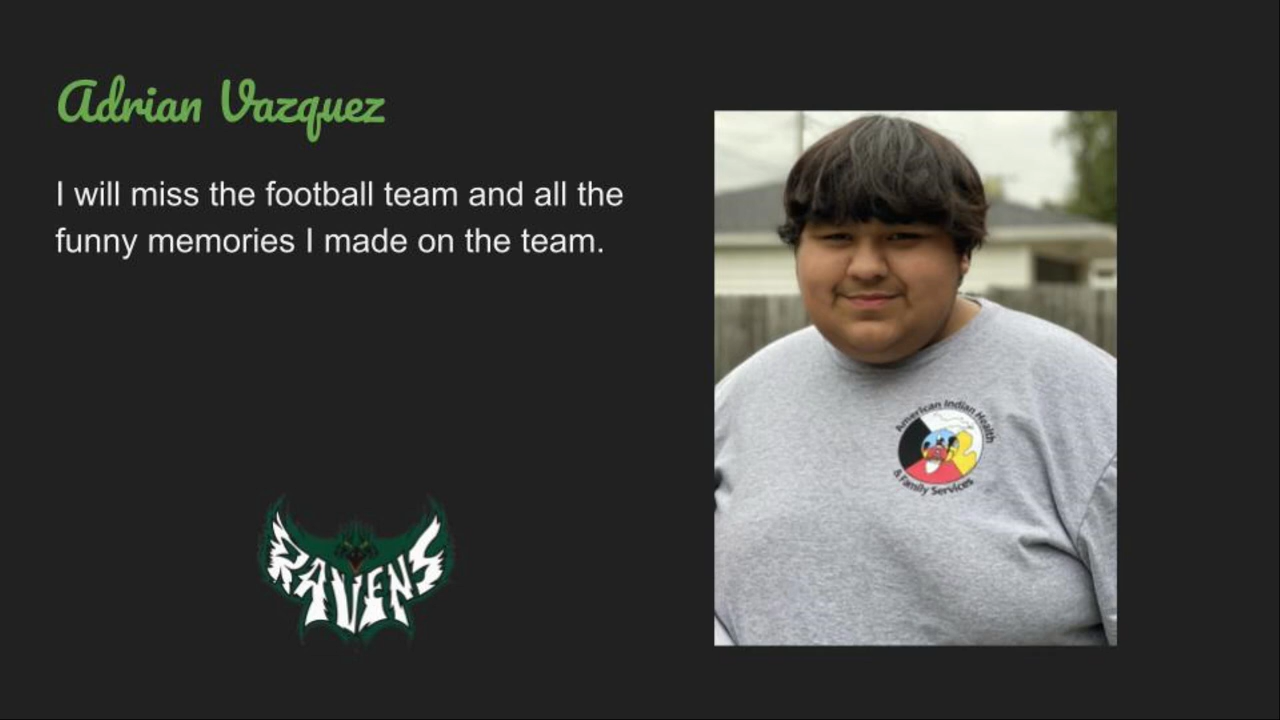 Adrian Vazquez
I will miss the football team and all the
funny memories I made on the team.
American Indian Health
& Family Services
RAVENS